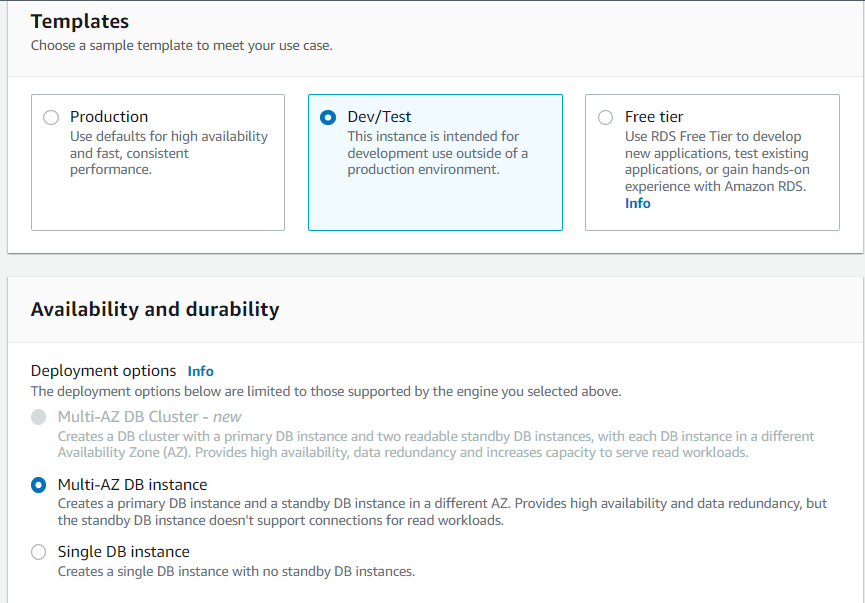 Templates
Choose a sample template to meet your use case.
Production
Use defaults for high availability
and fast, consistent
performance.
Dev/Test
This instance is intended for
development use outside of a
production environment.
Free tier
Use RDS Free Tier to develop
new applications, test existing
applications, or gain hands-on
experience with Amazon RDS.
Info
Availability and durability
Deployment options Info
The deployment options below are limited to those supported by the engine you selected above.
Multi-AZ DB Cluster - new
Creates a DB cluster with a primary DB instance and two readable standby DB instances, with each DB instance in a different
Availability Zone (AZ). Provides high availability, data redundancy and increases capacity to serve read workloads.
Multi-AZ DB instance
Creates a primary DB instance and a standby DB instance in a different AZ. Provides high availability and data redundancy, but
the standby DB instance doesn't support connections for read workloads.
Single DB instance
Creates a single DB instance with no standby DB instances.